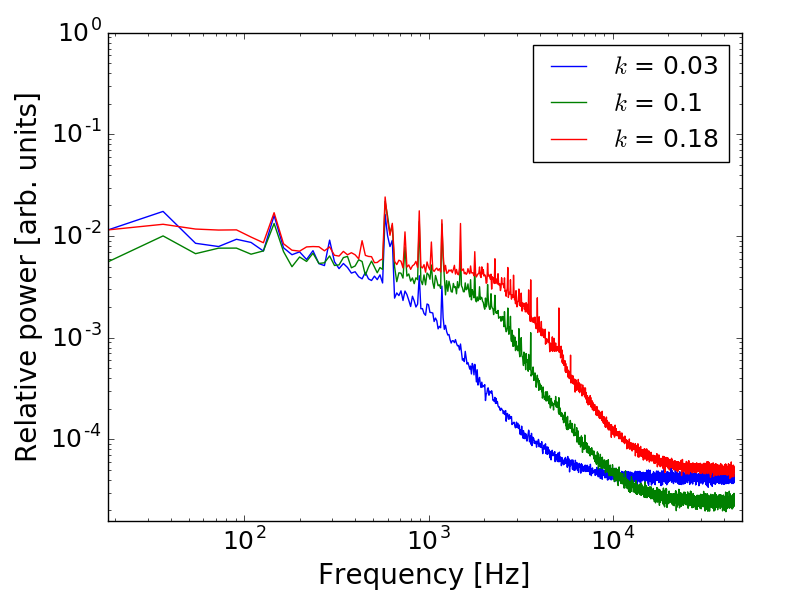 10^0
10^-1
10^-2
10^-3
10^-4
Relative power [arb. units]
k = 0.03
k = 0.1
k = 0.18
10^2 10^3 10^4
Frequency [Hz]